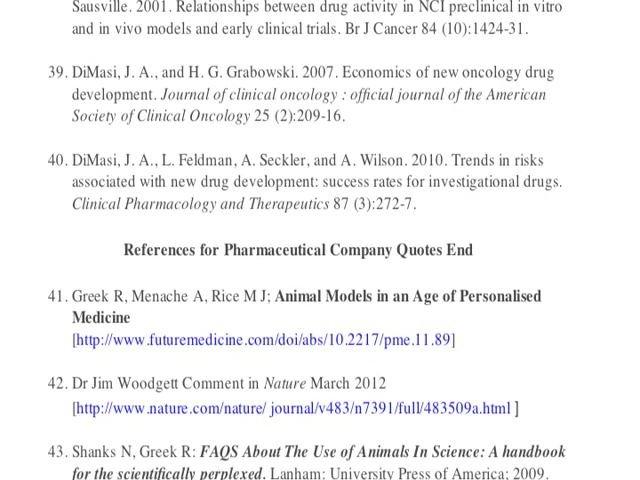 Sausville. 2001. Relationships between drug activity in NCI preclinical in vitro
and in vivo models and early clinical trials. Br J Cancer 84 (10):1424-31.
39. DiMasi, J. A., and H. G. Grabowski. 2007. Economics of new oncology drug
development. Journal of clinical oncology : official journal of the American
Society of Clinical Oncology 25 (2):209-16.
40. DiMasi, J. A., L. Feldman, A. Seckler, and A. Wilson. 2010. Trends in risks
associated with new drug development: success rates for investigational drugs.
Clinical Pharmacology and Therapeutics 87 (3):272-7.
References for Pharmaceutical Company Quotes End
41. Greek R, Menache A, Rice M J; Animal Models in an Age of Personalised
Medicine
[http://www.futuremedicine.com/doi/abs/10.2217/pme.11.89]
42. Dr Jim Woodgett Comment in Nature March 2012
[http://www.nature.com/nature/ journal/v483/n7391/full/483509a.html ]
43. Shanks N, Greek R: FAQS About The Use of Animals In Science: A handbook
for the scientifically perplexed. Lanham: University Press of America; 2009.